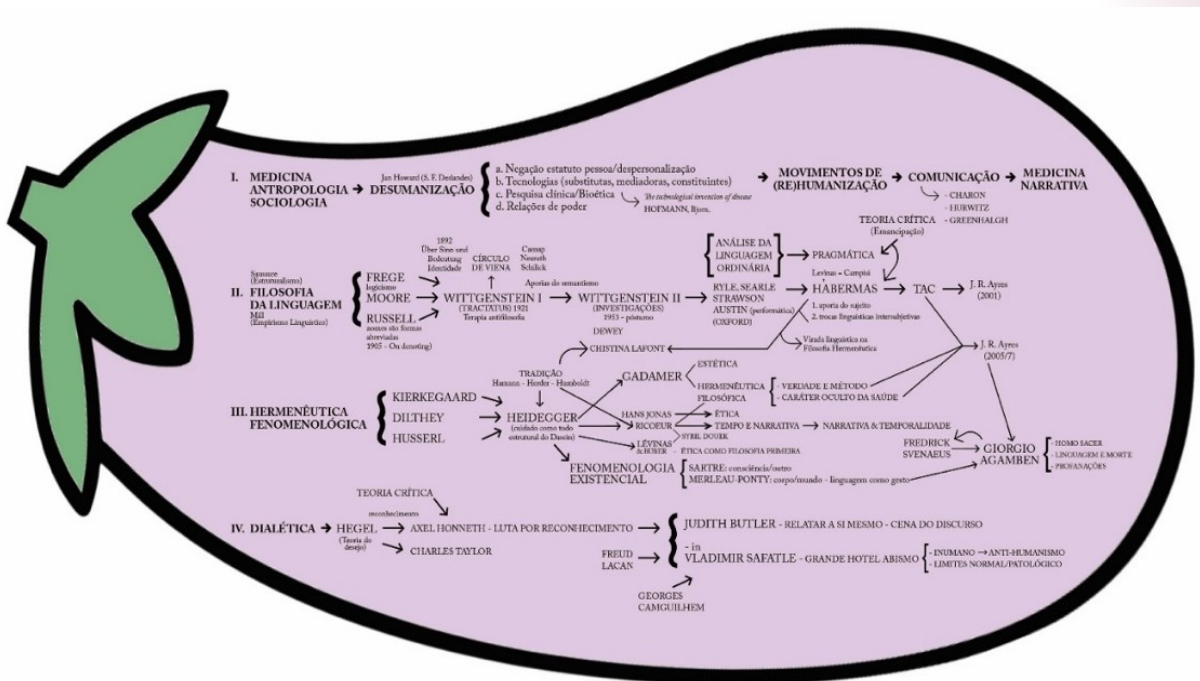 I. MEDICINA
ANTROPOLOGIA
SOCIOLOGIA
Jan Howard (S. F. Deslandes)
DESUMANIZAÇÃO
a. Negação estatuto pessoa/despersonalização
b. Tecnologias (substitutas, mediadoras, constituintes)
c. Pesquisa clínica/Bioética
d. Relações de poder
The technological invention of disease
HOFMANN, Bjorn.
MOVIMENTOS DE
(RE)HUMANIZAÇÃO
COMUNICAÇÃO
- CHARON
- HURWITZ
- GREENHALGH
MEDICINA
NARRATIVA
TEORIA CRÍTICA
(Emancipação)
Saussure
(Estruturalismo)
II. FILOSOFIA
DA LINGUAGEM
Mill
(Empirismo Linguístico)
FREGE
logicismo
MOORE
RUSSELL
nomes são formas
abreviadas
1905 - On denoting)
1892
Über Sinn und
Bedeutung
Identidade
CÍRCULO
DE VIENA
Carnap
Neurath
Schilick
WITTGENSTEIN I
(TRACTATUS) 1921
Terapia antifilosofia
Aporias do semantismo
WITTGENSTEIN II
(INVESTIGAÇÕES)
1953 - póstumo
DEWEY
ANÁLISE DA
LINGUAGEM
ORDINÁRIA
PRAGMÁTICA
RYLE, SEARLE
STRAWSON
AUSTIN (performática)
(OXFORD)
Levinas - Campisi
HABERMAS
1. aporia do sujeito
2. trocas linguísticas intersubjetivas
TAC
J. R. Ayres
(2001)
Virada linguística na
Filosofia Hermenêutica
CHISTINA LAFONT
J. R. Ayres
(2005/7)
III. HERMENÊUTICA
FENOMENOLÓGICA
KIERKEGAARD
DILTHEY
HUSSERL
TRADIÇÃO
Hamann - Herder - Humboldt
HEIDEGGER
(cuidado como todo
estrutural do Dasein)
GADAMER
ESTÉTICA
HERMENÊUTICA
FILOSÓFICA
- VERDADE E MÉTODO
- CARÁTER OCULTO DA SAÚDE
HANS JONAS
ÉTICA
RICOEUR
TEMPO E NARRATIVA
NARRATIVA & TEMPORALIDADE
SYBIL DOUEK
LÉVINAS
& BUBER - ÉTICA COMO FILOSOFIA PRIMEIRA
FENOMENOLOGIA
EXISTENCIAL
SARTRE: consciência/outro
MERLEAU-PONTY: corpo/mundo - linguagem como gesto
FREDRICK
SVENAEUS
GIORGIO
AGAMBEN
- HOMO SACER
- LINGUAGEM E MORTE
- PROFANAÇÕES
TEORIA CRÍTICA
reconhecimento
IV. DIALÉTICA
HEGEL
(Teoria do
desejo)
AXEL HONNETH - LUTA POR RECONHECIMENTO
CHARLES TAYLOR
FREUD
LACAN
JUDITH BUTLER - RELATAR A SI MESMO - CENA DO DISCURSO
- in
VLADIMIR SAFATLE - GRANDE HOTEL ABISMO
- INUMANO → ANTI-HUMANISMO
- LIMITES NORMAL/PATOLÓGICO
GEORGES
CAMGUILHEM